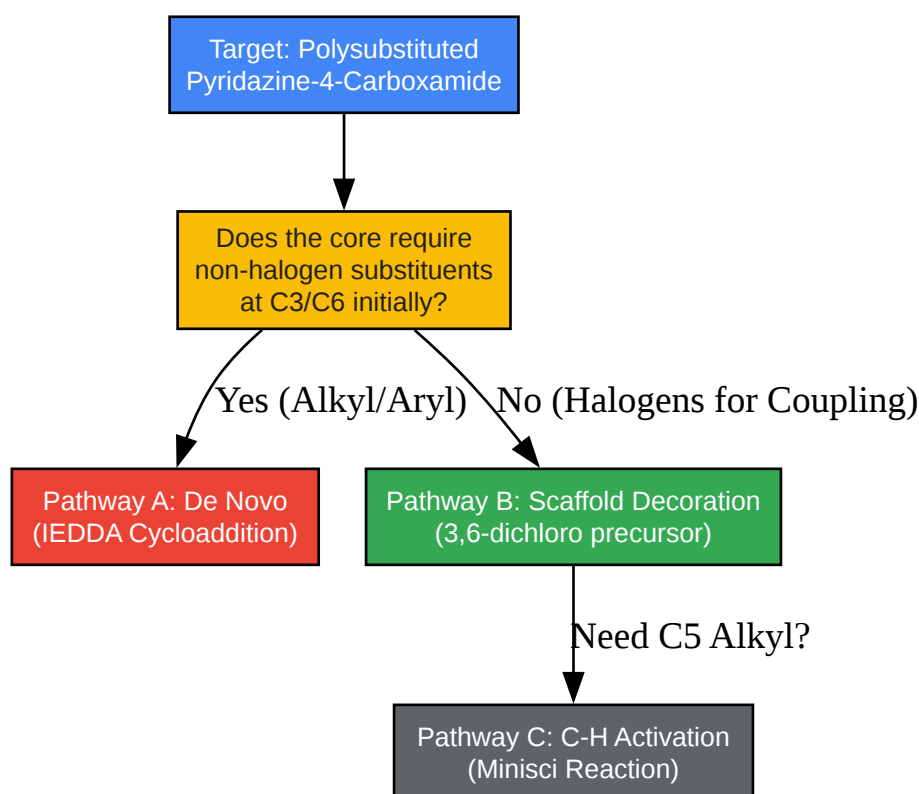 Target: Polysubstituted
Pyridazine-4-Carboxamide
Does the core require
non-halogen substituents
at C3/C6 initially?
Yes (Alkyl/Aryl)
No (Halogens for Coupling)
Pathway A: De Novo
(IEDDA Cycloaddition)
Pathway B: Scaffold Decoration
(3,6-dichloro precursor)
Need C5 Alkyl?
Pathway C: C-H Activation
(Minisci Reaction)